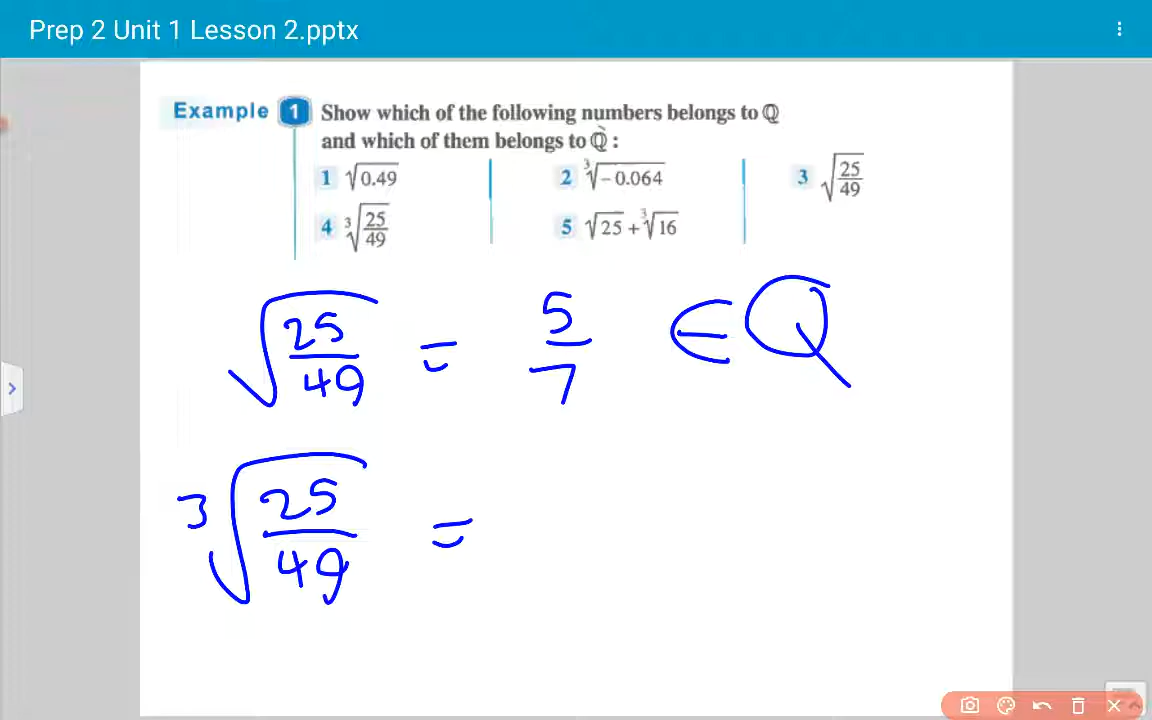 Prep 2 Unit 1 Lesson 2.pptx
Example 1 Show which of the following numbers belongs to ℚ
and which of them belongs to ℚ̀ :
1 √0.49
2 ∛−0.064
3 √25/49
4 ∛25/49
5 √25 + ∛16
√25/49 = 5/7 ∈ Q
∛25/49 =